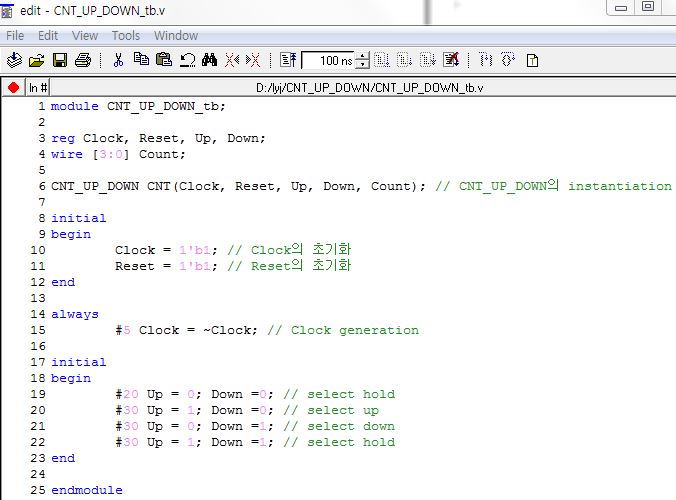 edit - CNT_UP_DOWN_tb.v
File Edit View Tools Window
100 ns
ln # D:/lyj/CNT_UP_DOWN/CNT_UP_DOWN_tb.v
1 module CNT_UP_DOWN_tb;
2
3 reg Clock, Reset, Up, Down;
4 wire [3:0] Count;
5
6 CNT_UP_DOWN CNT(Clock, Reset, Up, Down, Count); // CNT_UP_DOWN의 instantiation
7
8 initial
9 begin
10 Clock = 1'b1; // Clock의 초기화
11 Reset = 1'b1; // Reset의 초기화
12 end
13
14 always
15 #5 Clock = ~Clock; // Clock generation
16
17 initial
18 begin
19 #20 Up = 0; Down =0; // select hold
20 #30 Up = 1; Down =0; // select up
21 #30 Up = 0; Down =1; // select down
22 #30 Up = 1; Down =1; // select hold
23 end
24
25 endmodule